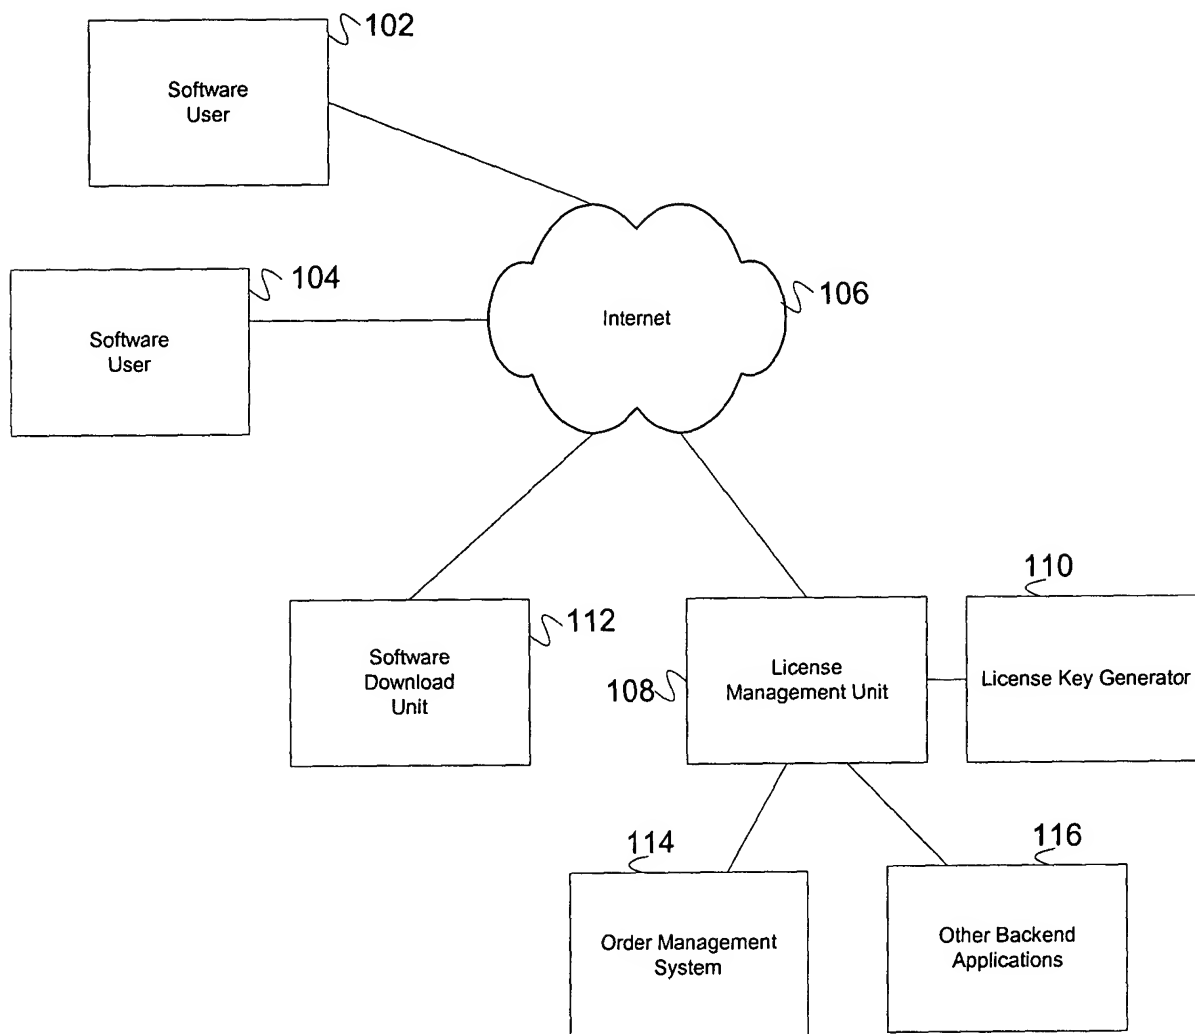 102
Software
User
104
Software
User
106
Internet
112
Software
Download
Unit
108
License
Management Unit
110
License Key Generator
114
Order Management
System
116
Other Backend
Applications